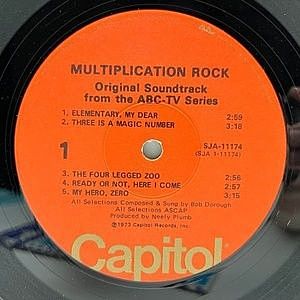 MULTIPLICATION ROCK
Original Soundtrack
from the ABC-TV Series
1. ELEMENTARY, MY DEAR 2:59
2. THREE IS A MAGIC NUMBER 3:18
1
SJA-11174
(SJA 1-11174)
3. THE FOUR LEGGED ZOO 2:56
4. READY OR NOT, HERE I COME 2:57
5. MY HERO, ZERO 3:15
All Selections Composed & Sung by Bob Dorough
All Selections ASCAP
Produced by Neely Plumb
©1973 Capitol Records, Inc.
Capitol